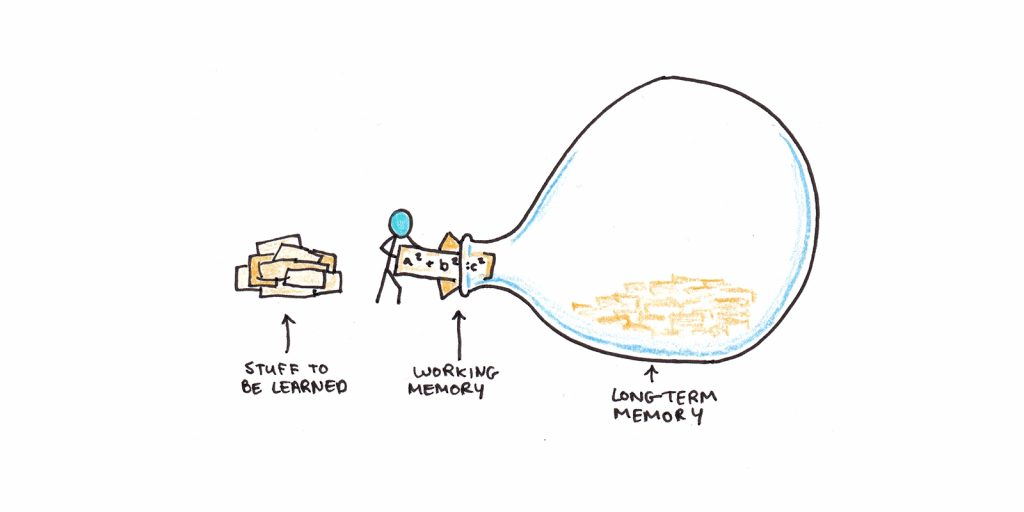 a² + b² = c²
STUFF TO
BE LEARNED
WORKING
MEMORY
LONG-TERM
MEMORY